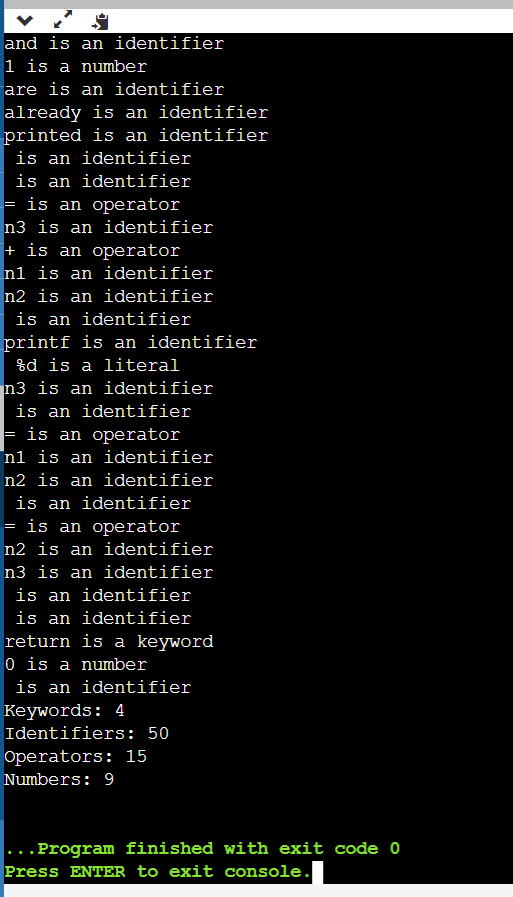 and is an identifier
1 is a number
are is an identifier
already is an identifier
printed is an identifier
 is an identifier
 is an identifier
= is an operator
n3 is an identifier
+ is an operator
n1 is an identifier
n2 is an identifier
 is an identifier
printf is an identifier
 %d is a literal
n3 is an identifier
 is an identifier
= is an operator
n1 is an identifier
n2 is an identifier
 is an identifier
= is an operator
n2 is an identifier
n3 is an identifier
 is an identifier
 is an identifier
return is a keyword
0 is a number
 is an identifier
Keywords: 4
Identifiers: 50
Operators: 15
Numbers: 9
...Program finished with exit code 0
Press ENTER to exit console.